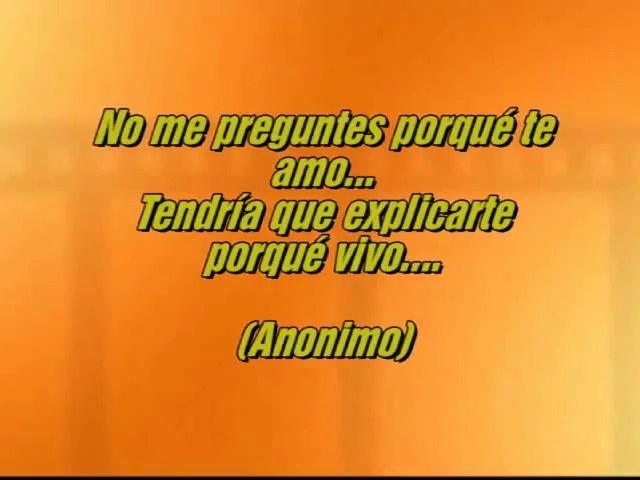 No me preguntes porqué te
amo...
Tendría que explicarte
porqué vivo....
(Anonimo)